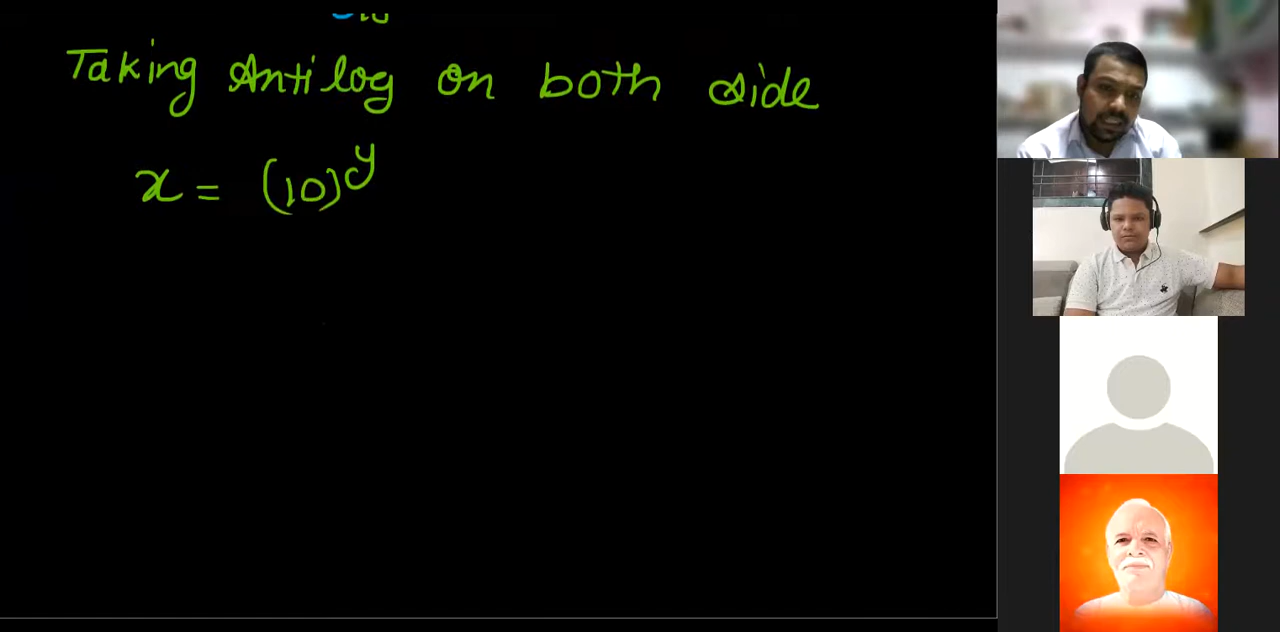 Taking Antilog on both side
x = (10)^y